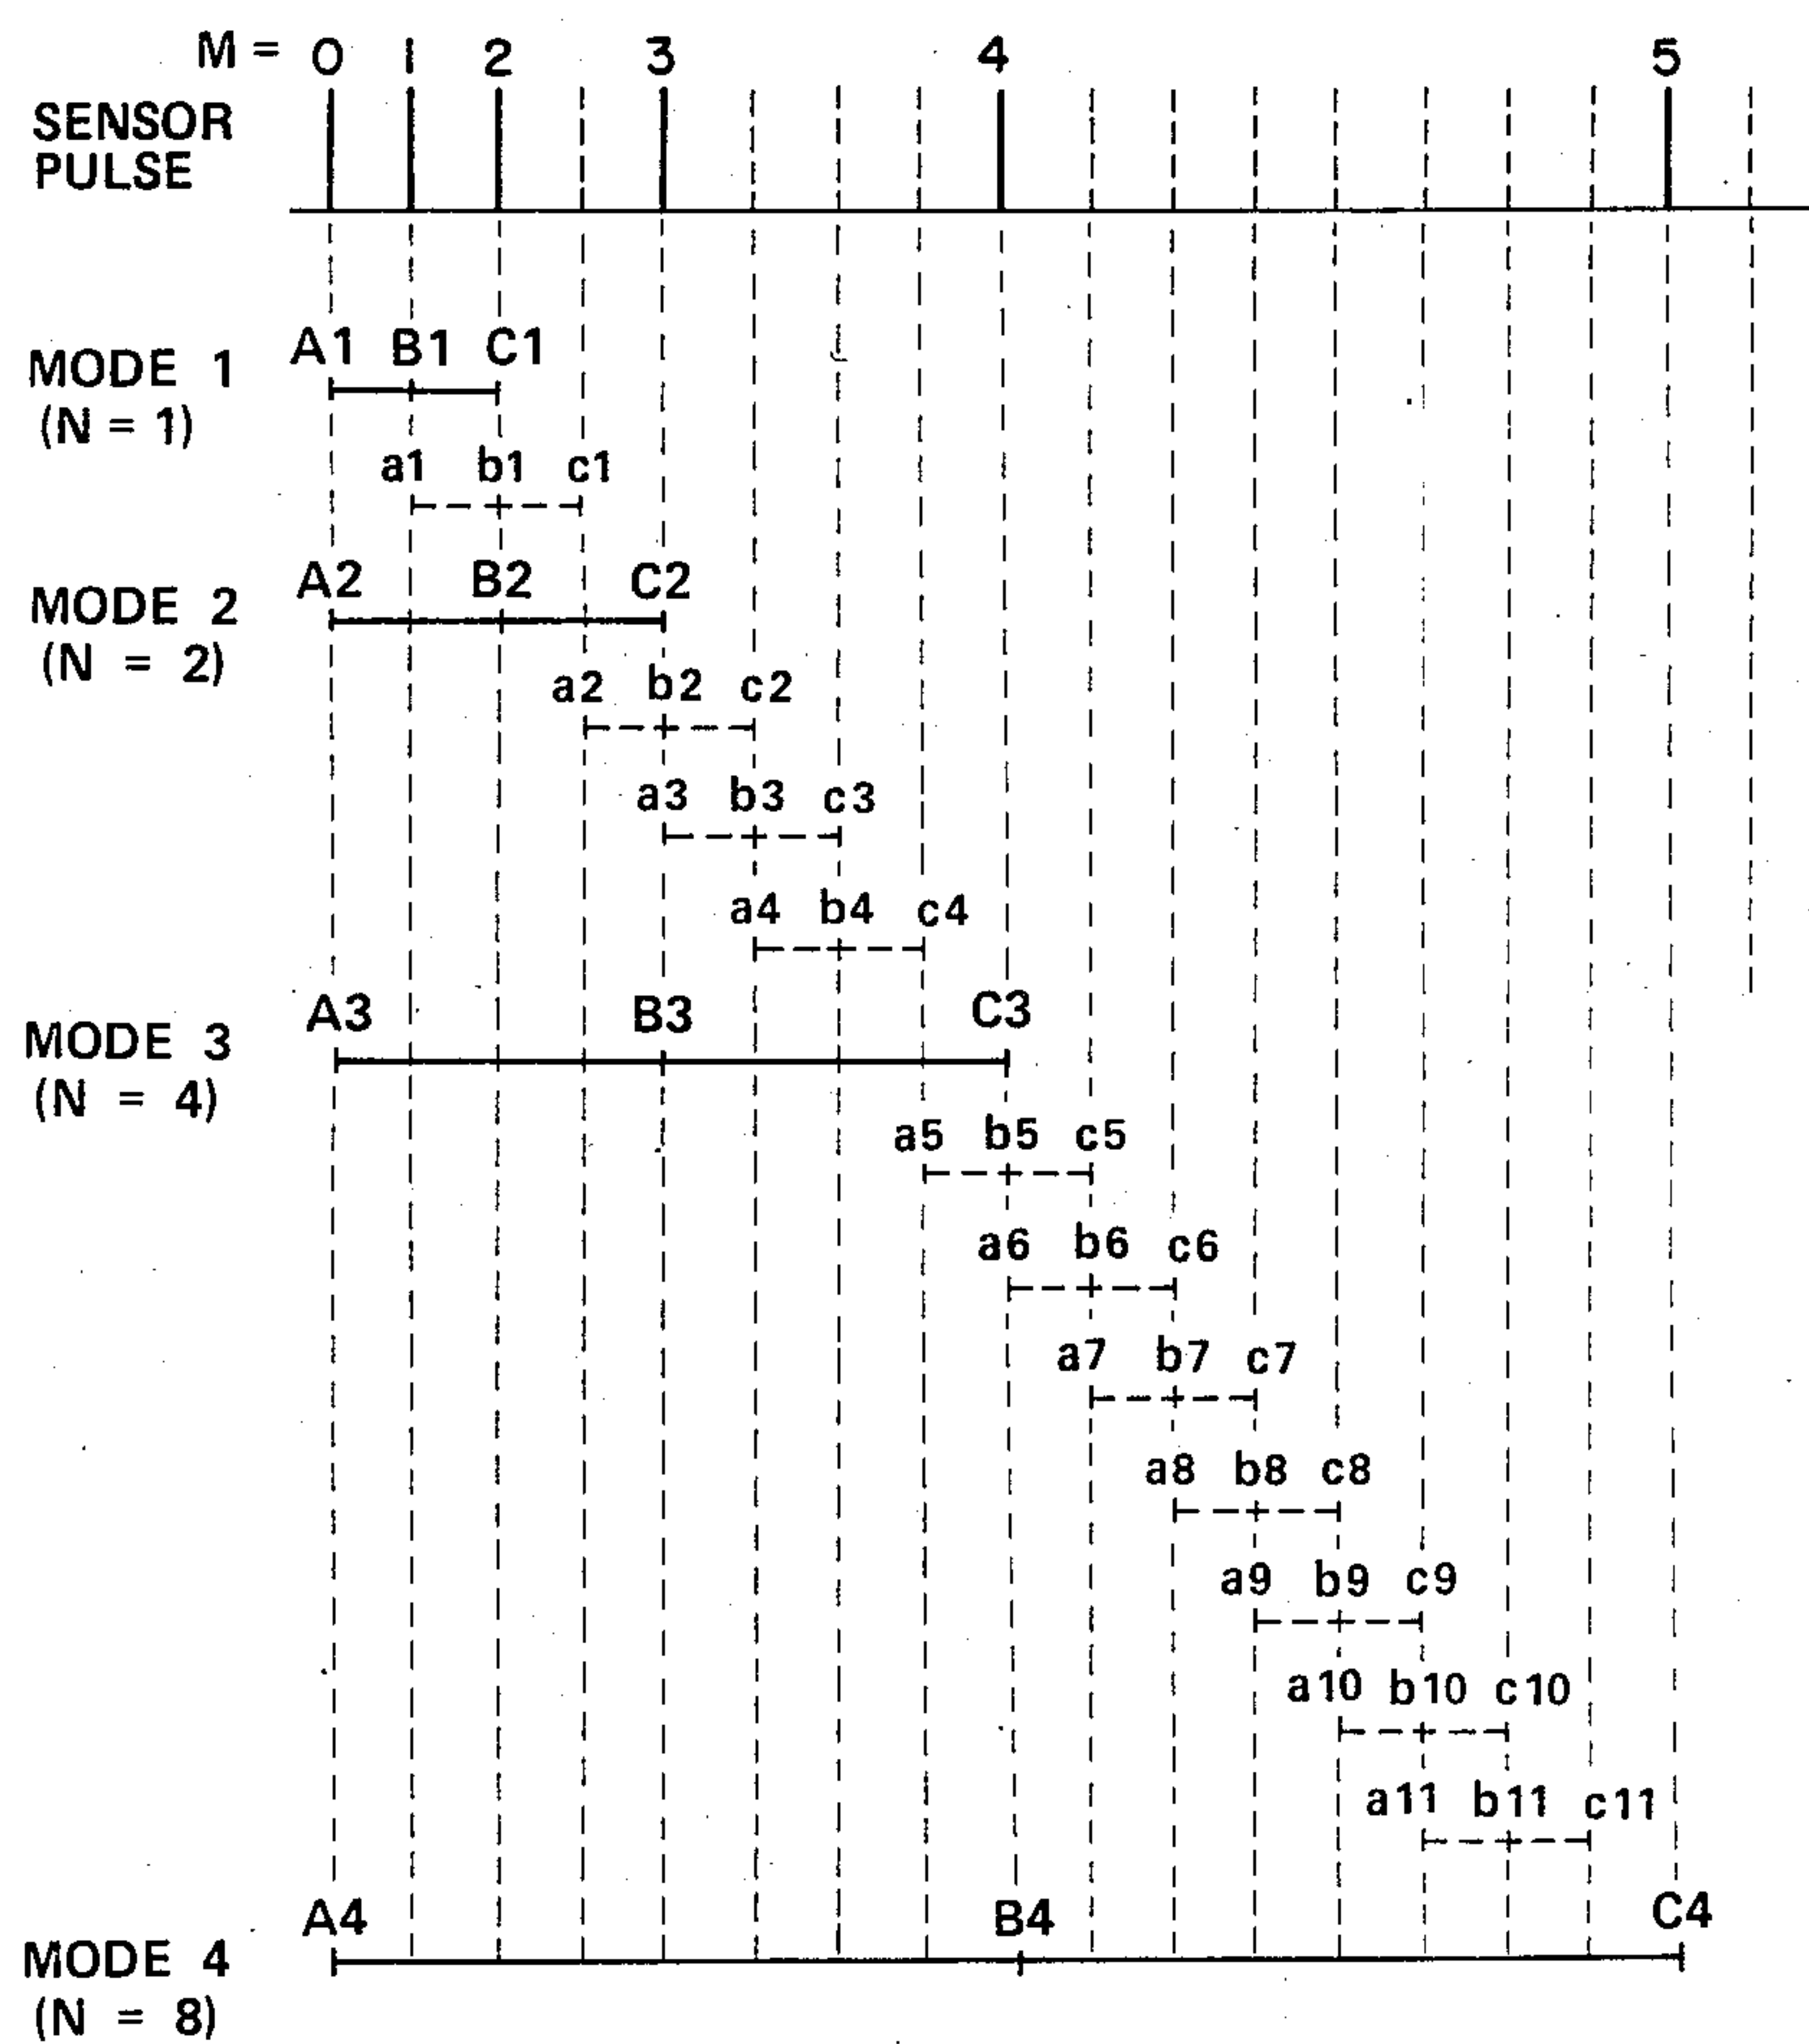 M = 0 1 2 3 4 5
SENSOR
PULSE
A1 B1 C1
MODE 1
(N = 1)
a1 b1 c1
A2 B2 C2
MODE 2
(N = 2)
a2 b2 c2
a3 b3 c3
a4 b4 c4
A3 B3 C3
MODE 3
(N = 4)
a5 b5 c5
a6 b6 c6
a7 b7 c7
a8 b8 c8
a9 b9 c9
a10 b10 c10
a11 b11 c11
A4 B4 C4
MODE 4
(N = 8)